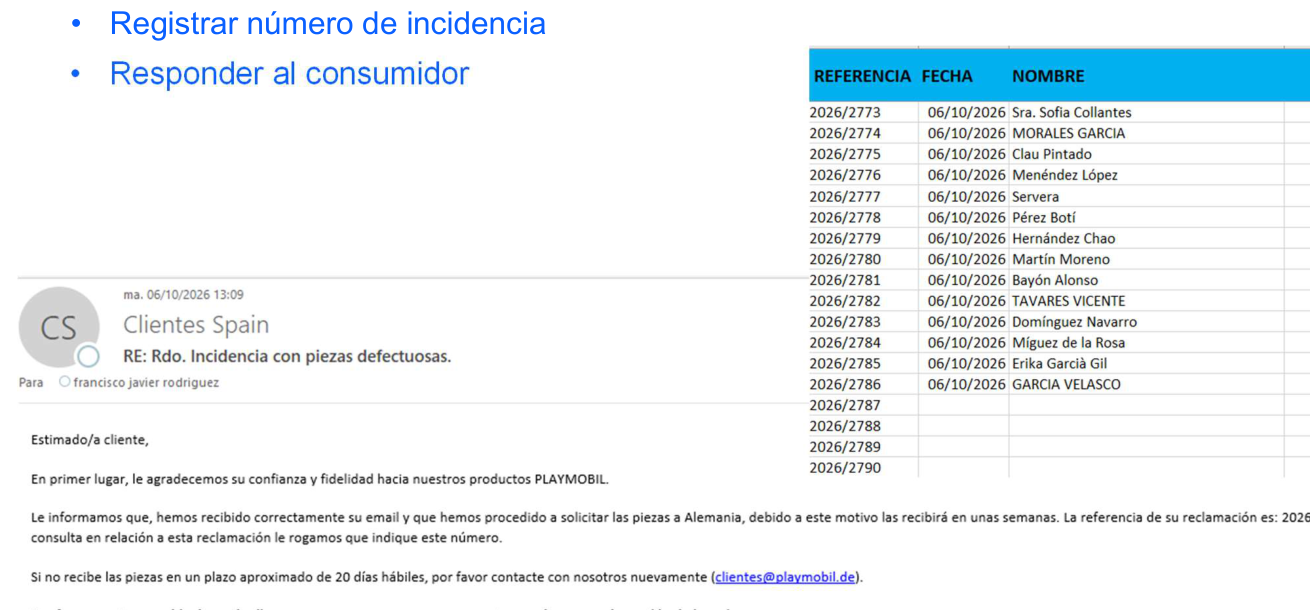 • Registrar número de incidencia
• Responder al consumidor
REFERENCIA FECHA NOMBRE
2026/2773 06/10/2026 Sra. Sofia Collantes
2026/2774 06/10/2026 MORALES GARCIA
2026/2775 06/10/2026 Clau Pintado
2026/2776 06/10/2026 Menéndez López
2026/2777 06/10/2026 Servera
2026/2778 06/10/2026 Pérez Botí
2026/2779 06/10/2026 Hernández Chao
2026/2780 06/10/2026 Martín Moreno
2026/2781 06/10/2026 Bayón Alonso
2026/2782 06/10/2026 TAVARES VICENTE
2026/2783 06/10/2026 Domínguez Navarro
2026/2784 06/10/2026 Míguez de la Rosa
2026/2785 06/10/2026 Erika Garcià Gil
2026/2786 06/10/2026 GARCIA VELASCO
2026/2787
2026/2788
2026/2789
2026/2790
ma. 06/10/2026 13:09
CS
Clientes Spain
RE: Rdo. Incidencia con piezas defectuosas.
Para francisco javier rodriguez
Estimado/a cliente,
En primer lugar, le agradecemos su confianza y fidelidad hacia nuestros productos PLAYMOBIL.
Le informamos que, hemos recibido correctamente su email y que hemos procedido a solicitar las piezas a Alemania, debido a este motivo las recibirá en unas semanas. La referencia de su reclamación es: 2026
consulta en relación a esta reclamación le rogamos que indique este número.
Si no recibe las piezas en un plazo aproximado de 20 días hábiles, por favor contacte con nosotros nuevamente (clientes@playmobil.de).